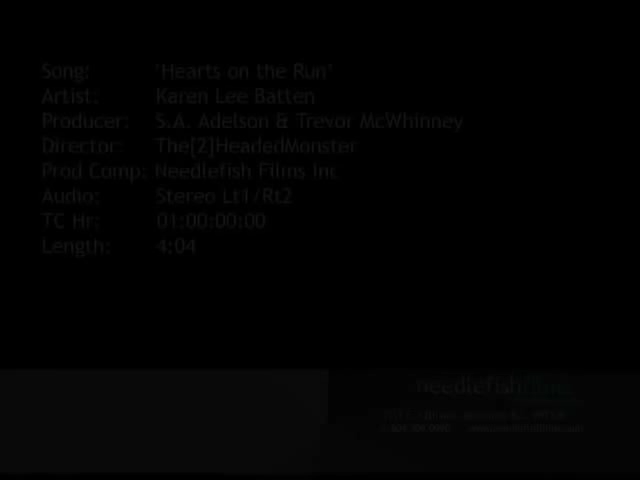 Song: "Hearts on the Run"
Artist: Karen Lee Batten
Producer: S.A. Adelson & Trevor McWhinney
Director: The[2]HeadedMonster
Prod Comp: Needlefish Films Inc
Audio: Stereo Lt1/Rt2
TC Hr: 01:00:00:00
Length: 4:04
needlefishfilms